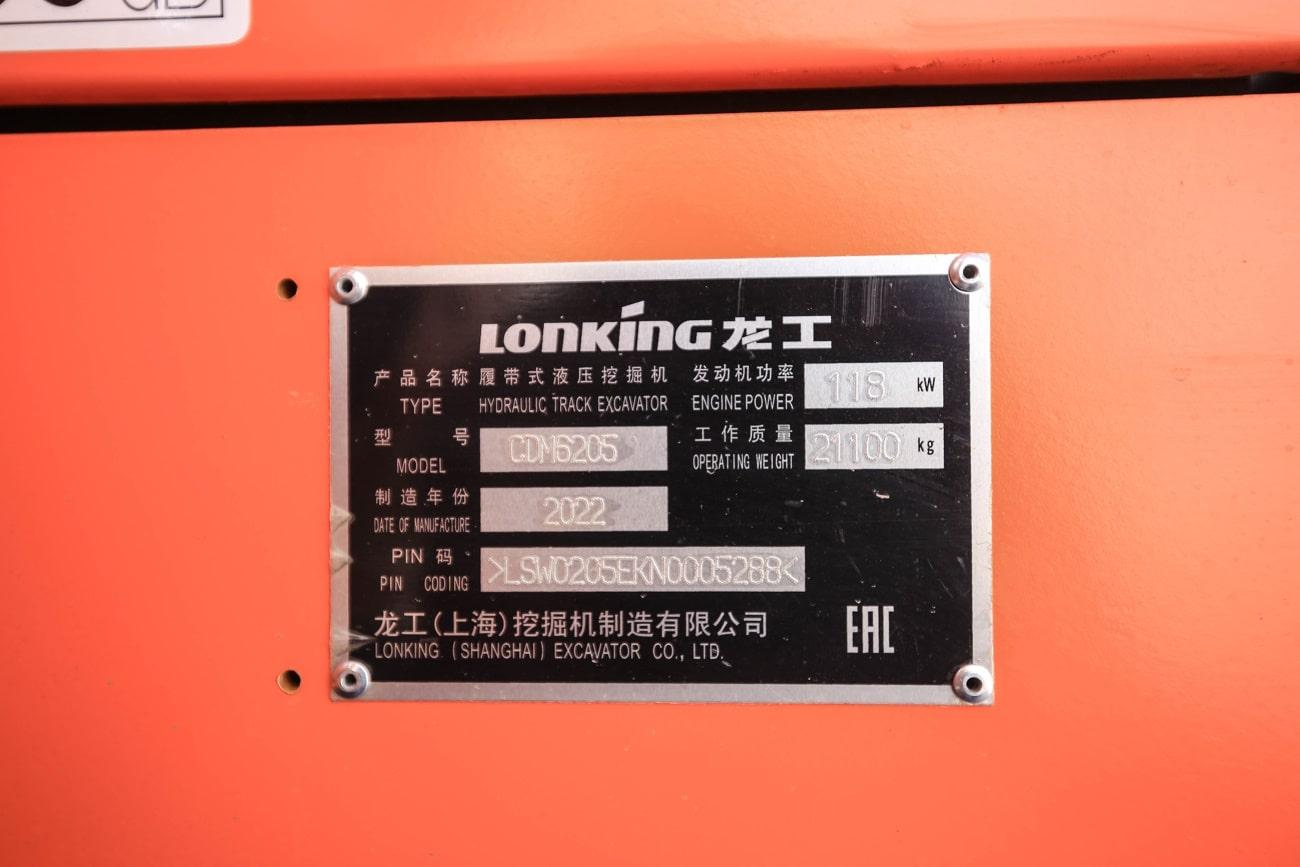 LONKING 龙工
产品名称 履带式液压挖掘机 发动机功率 118 kW
TYPE HYDRAULIC TRACK EXCAVATOR ENGINE POWER
型号 CDM6205 工作质量 21100 kg
MODEL OPERATING WEIGHT
制造年份 2022
DATE OF MANUFACTURE
PIN 码 >LSW0205EKN0005288<
PIN CODING
龙工(上海)挖掘机制造有限公司
LONKING (SHANGHAI) EXCAVATOR CO., LTD.
EAC